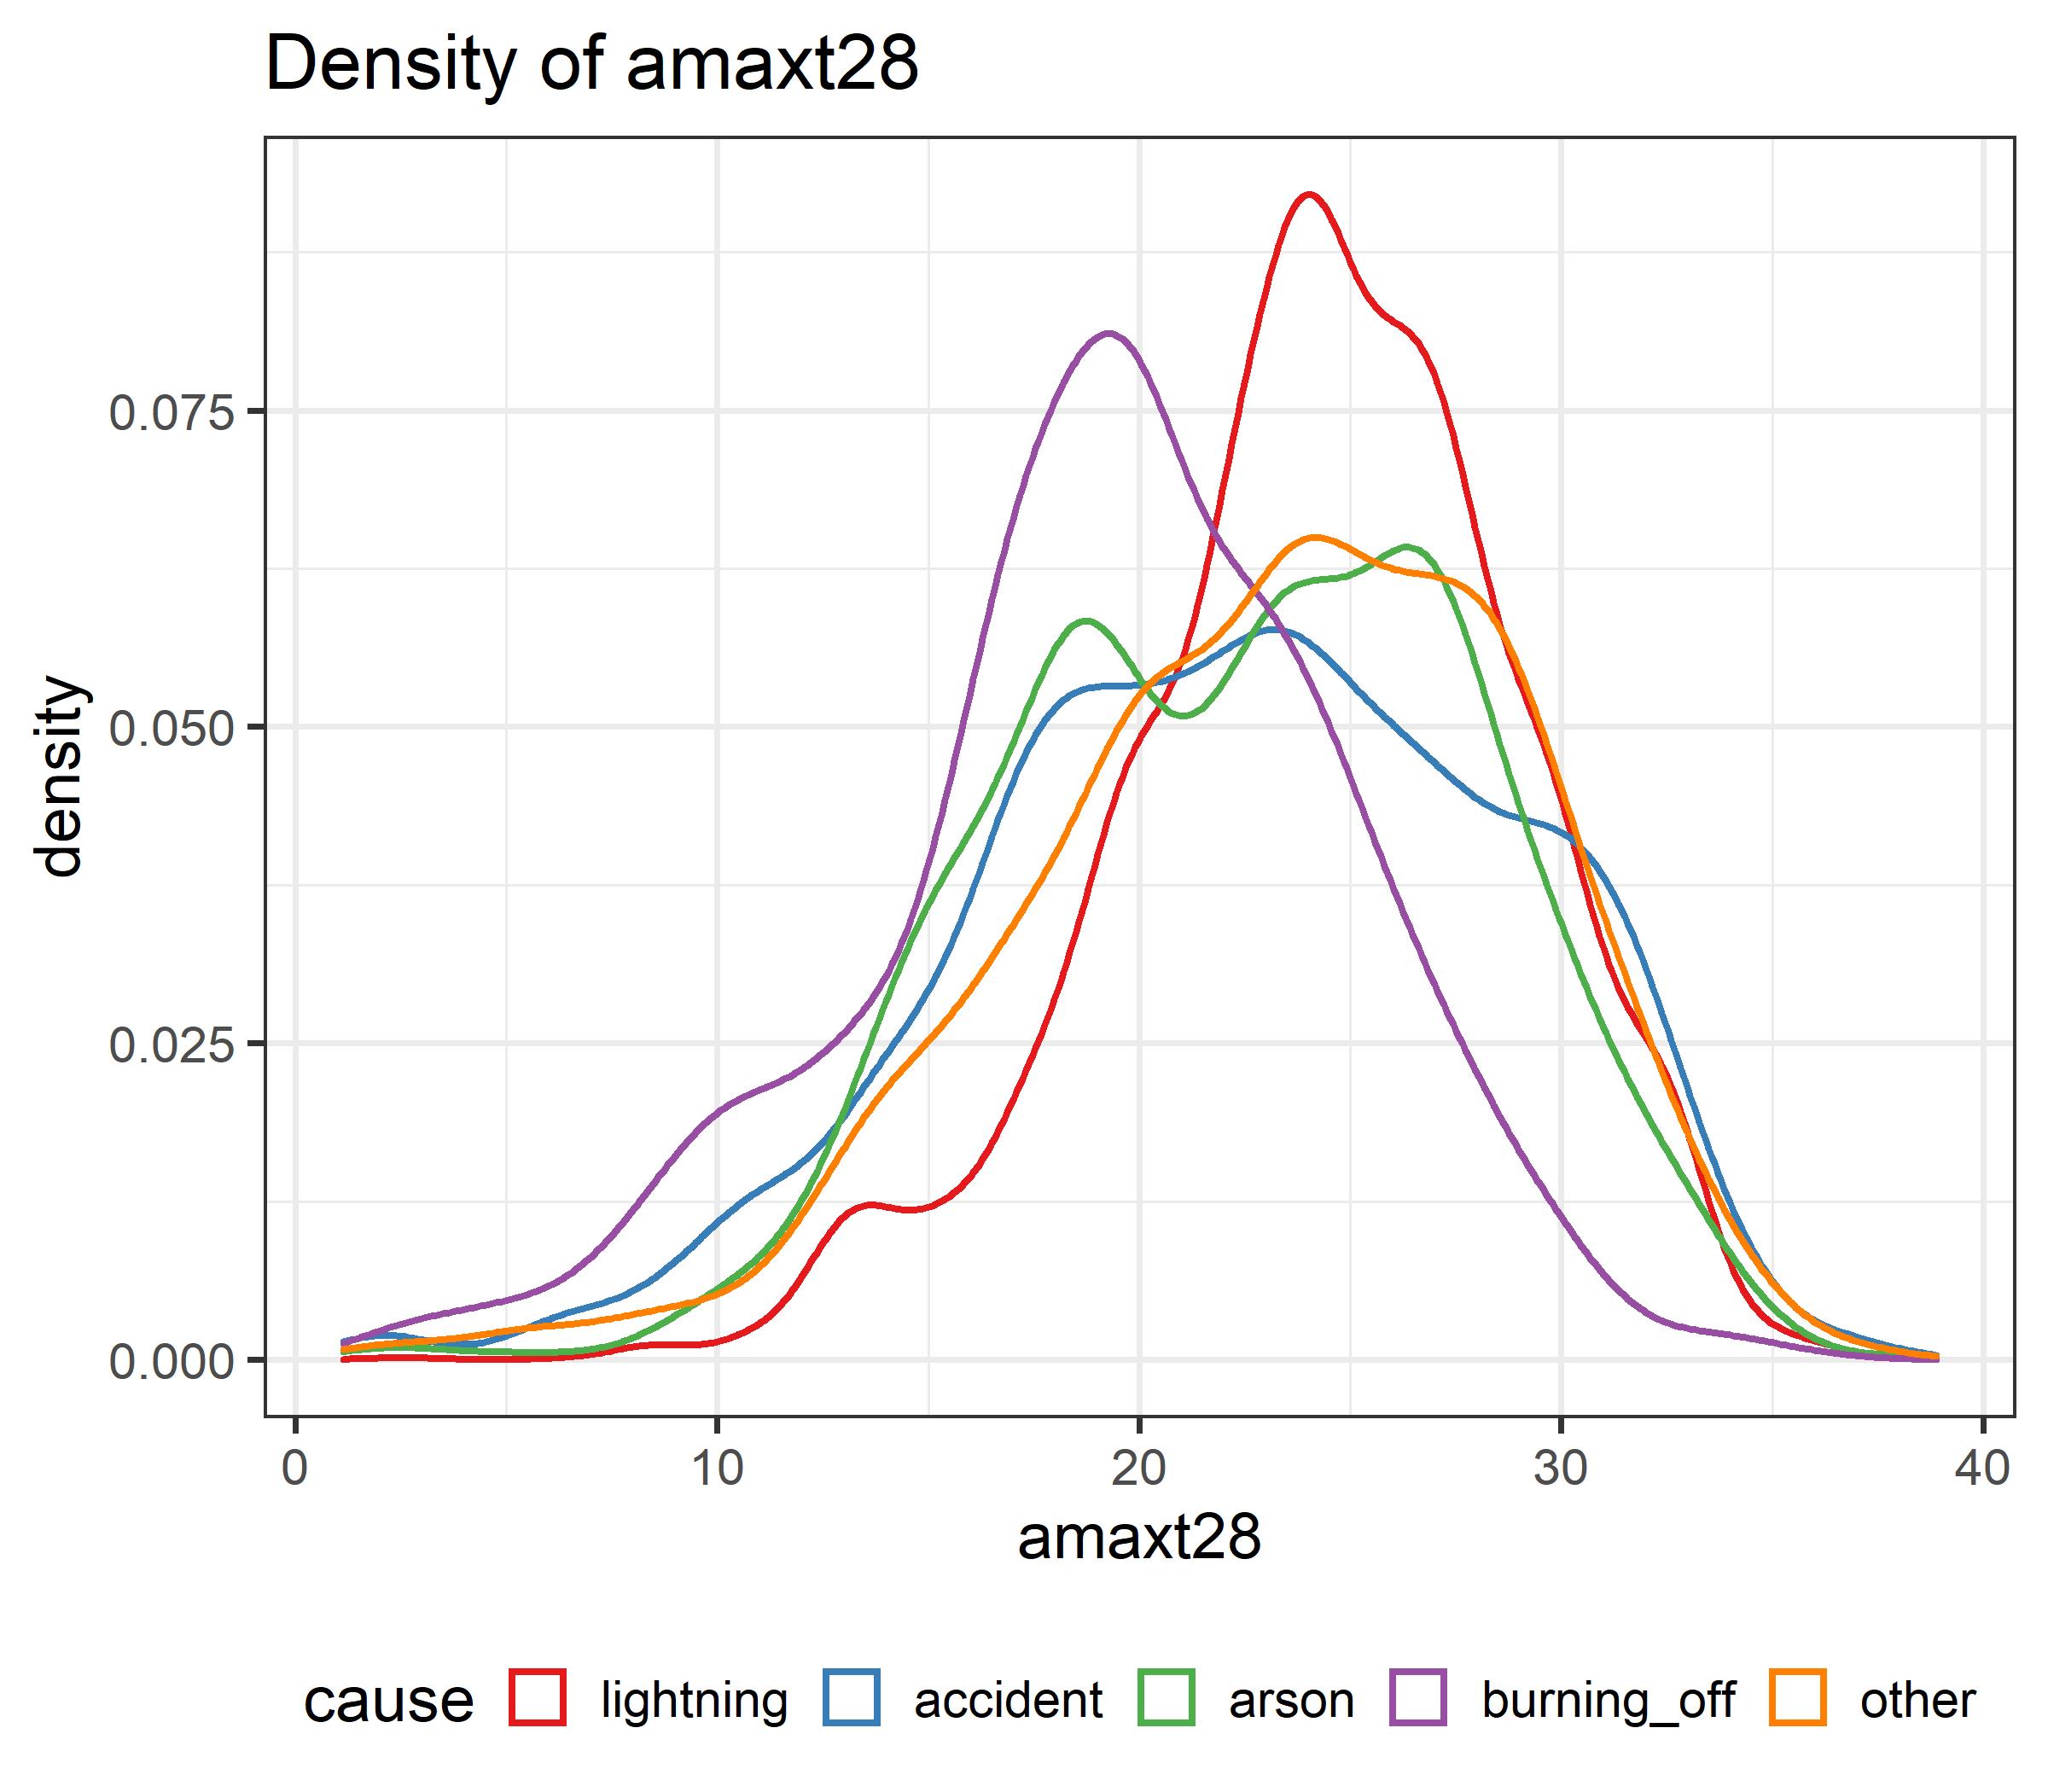 Density of amaxt28
density
0.075
0.050
0.025
0.000
0 10 20 30 40
amaxt28
cause lightning accident arson burning_off other